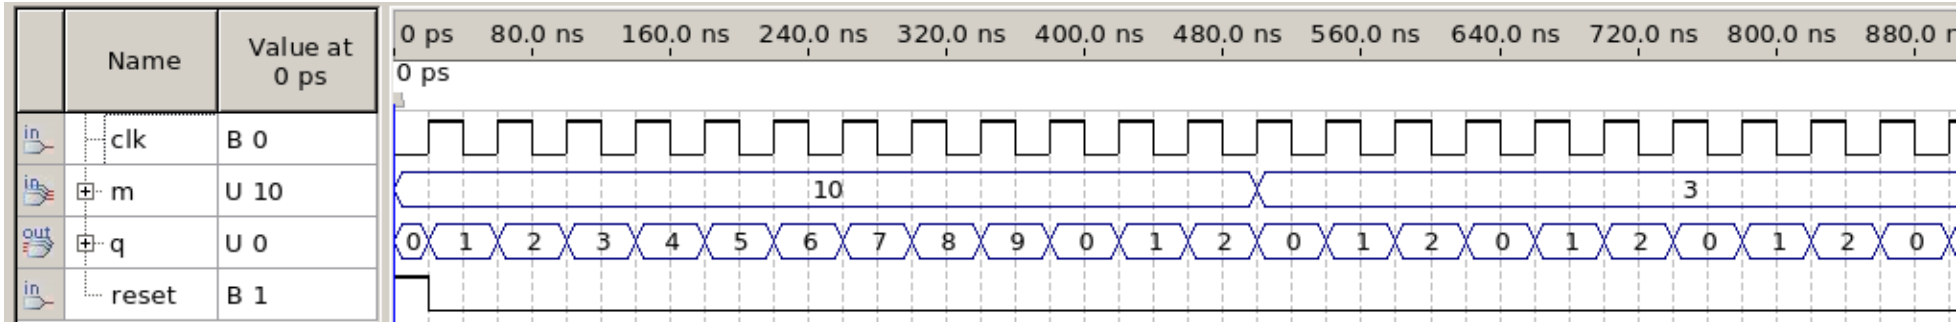 Name Value at 0 ps 0 ps 80.0 ns 160.0 ns 240.0 ns 320.0 ns 400.0 ns 480.0 ns 560.0 ns 640.0 ns 720.0 ns 800.0 ns 880.0 n
0 ps
in clk B 0
in m U 10 10 3
out q U 0 0 1 2 3 4 5 6 7 8 9 0 1 2 0 1 2 0 1 2 0 1 2 0
in reset B 1